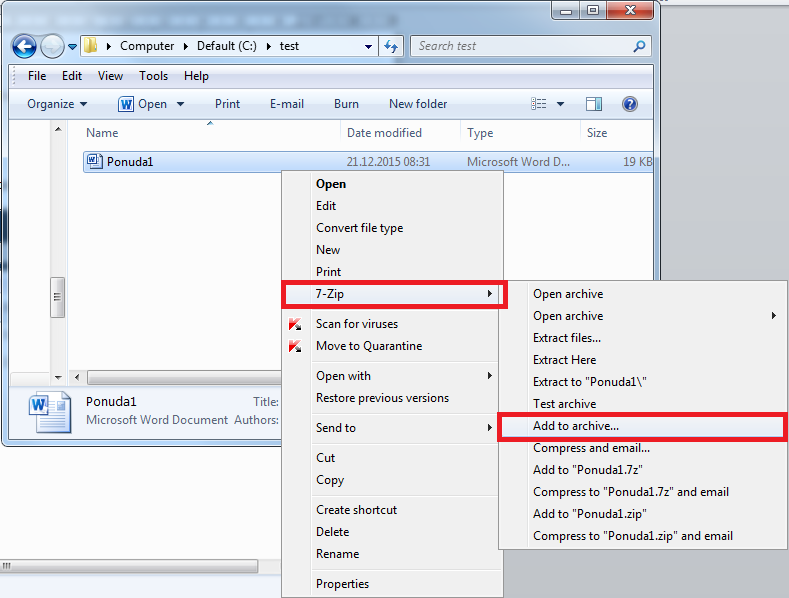 Computer Default (C:) test
Search test
File Edit View Tools Help
Organize Open Print E-mail Burn New folder
Name Date modified Type Size
Ponuda1 21.12.2015 08:31 Microsoft Word D... 19 KB
Open
Edit
Convert file type
New
Print
7-Zip
Scan for viruses
Move to Quarantine
Open with
Restore previous versions
Send to
Cut
Copy
Create shortcut
Delete
Rename
Properties
Open archive
Open archive
Extract files...
Extract Here
Extract to "Ponuda1\"
Test archive
Add to archive...
Compress and email...
Add to "Ponuda1.7z"
Compress to "Ponuda1.7z" and email
Add to "Ponuda1.zip"
Compress to "Ponuda1.zip" and email
Ponuda1 Title:
Microsoft Word Document Authors: